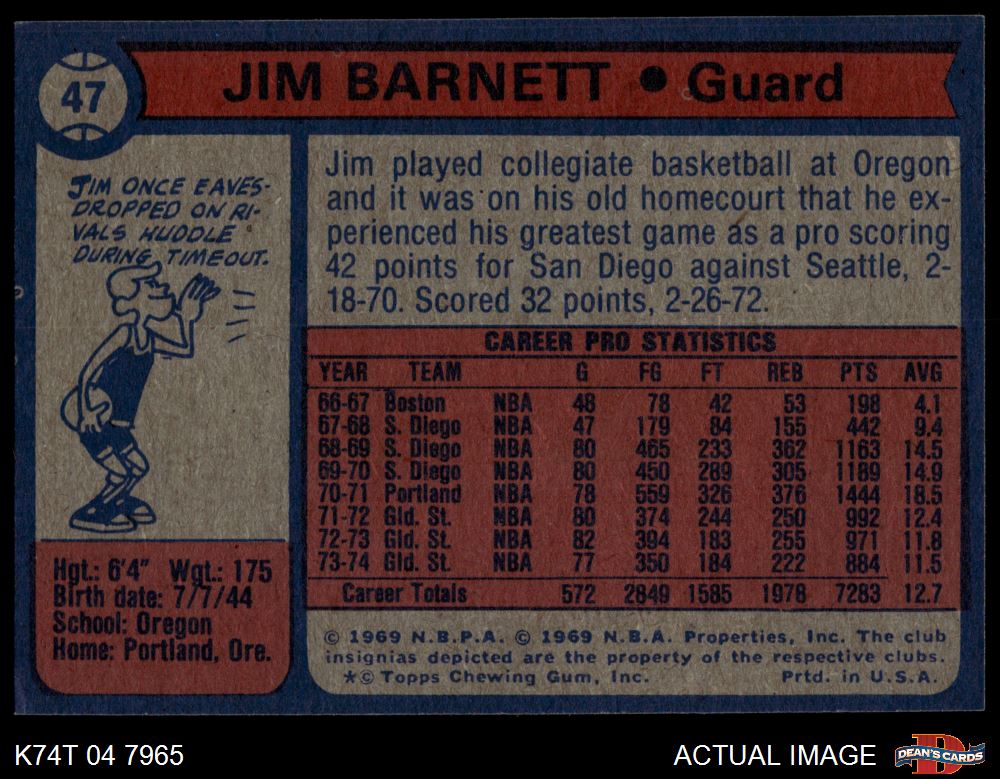 47
JIM BARNETT • Guard
JIM ONCE EAVES-
DROPPED ON RI-
VALS HUDDLE
DURING TIMEOUT.
Jim played collegiate basketball at Oregon
and it was on his old homecourt that he ex-
perienced his greatest game as a pro scoring
42 points for San Diego against Seattle, 2-
18-70. Scored 32 points, 2-26-72.
CAREER PRO STATISTICS
YEAR TEAM G FG FT REB PTS AVG
66-67 Boston NBA 48 78 42 53 198 4.1
67-68 S. Diego NBA 47 179 84 155 442 9.4
68-69 S. Diego NBA 80 465 233 362 1163 14.5
69-70 S. Diego NBA 80 450 289 305 1189 14.9
70-71 Portland NBA 78 559 326 376 1444 18.5
71-72 Gld. St. NBA 80 374 244 250 992 12.4
72-73 Gld. St. NBA 82 394 183 255 971 11.8
73-74 Gld. St. NBA 77 350 184 222 884 11.5
Career Totals 572 2849 1585 1978 7283 12.7
Hgt.: 6'4" Wgt.: 175
Birth date: 7/7/44
School: Oregon
Home: Portland, Ore.
© 1969 N.B.P.A. © 1969 N.B.A. Properties, Inc. The club
insignias depicted are the property of the respective clubs.
*© Topps Chewing Gum, Inc. Prtd. in U.S.A.
K74T 04 7965
ACTUAL IMAGE
DEAN'S CARDS